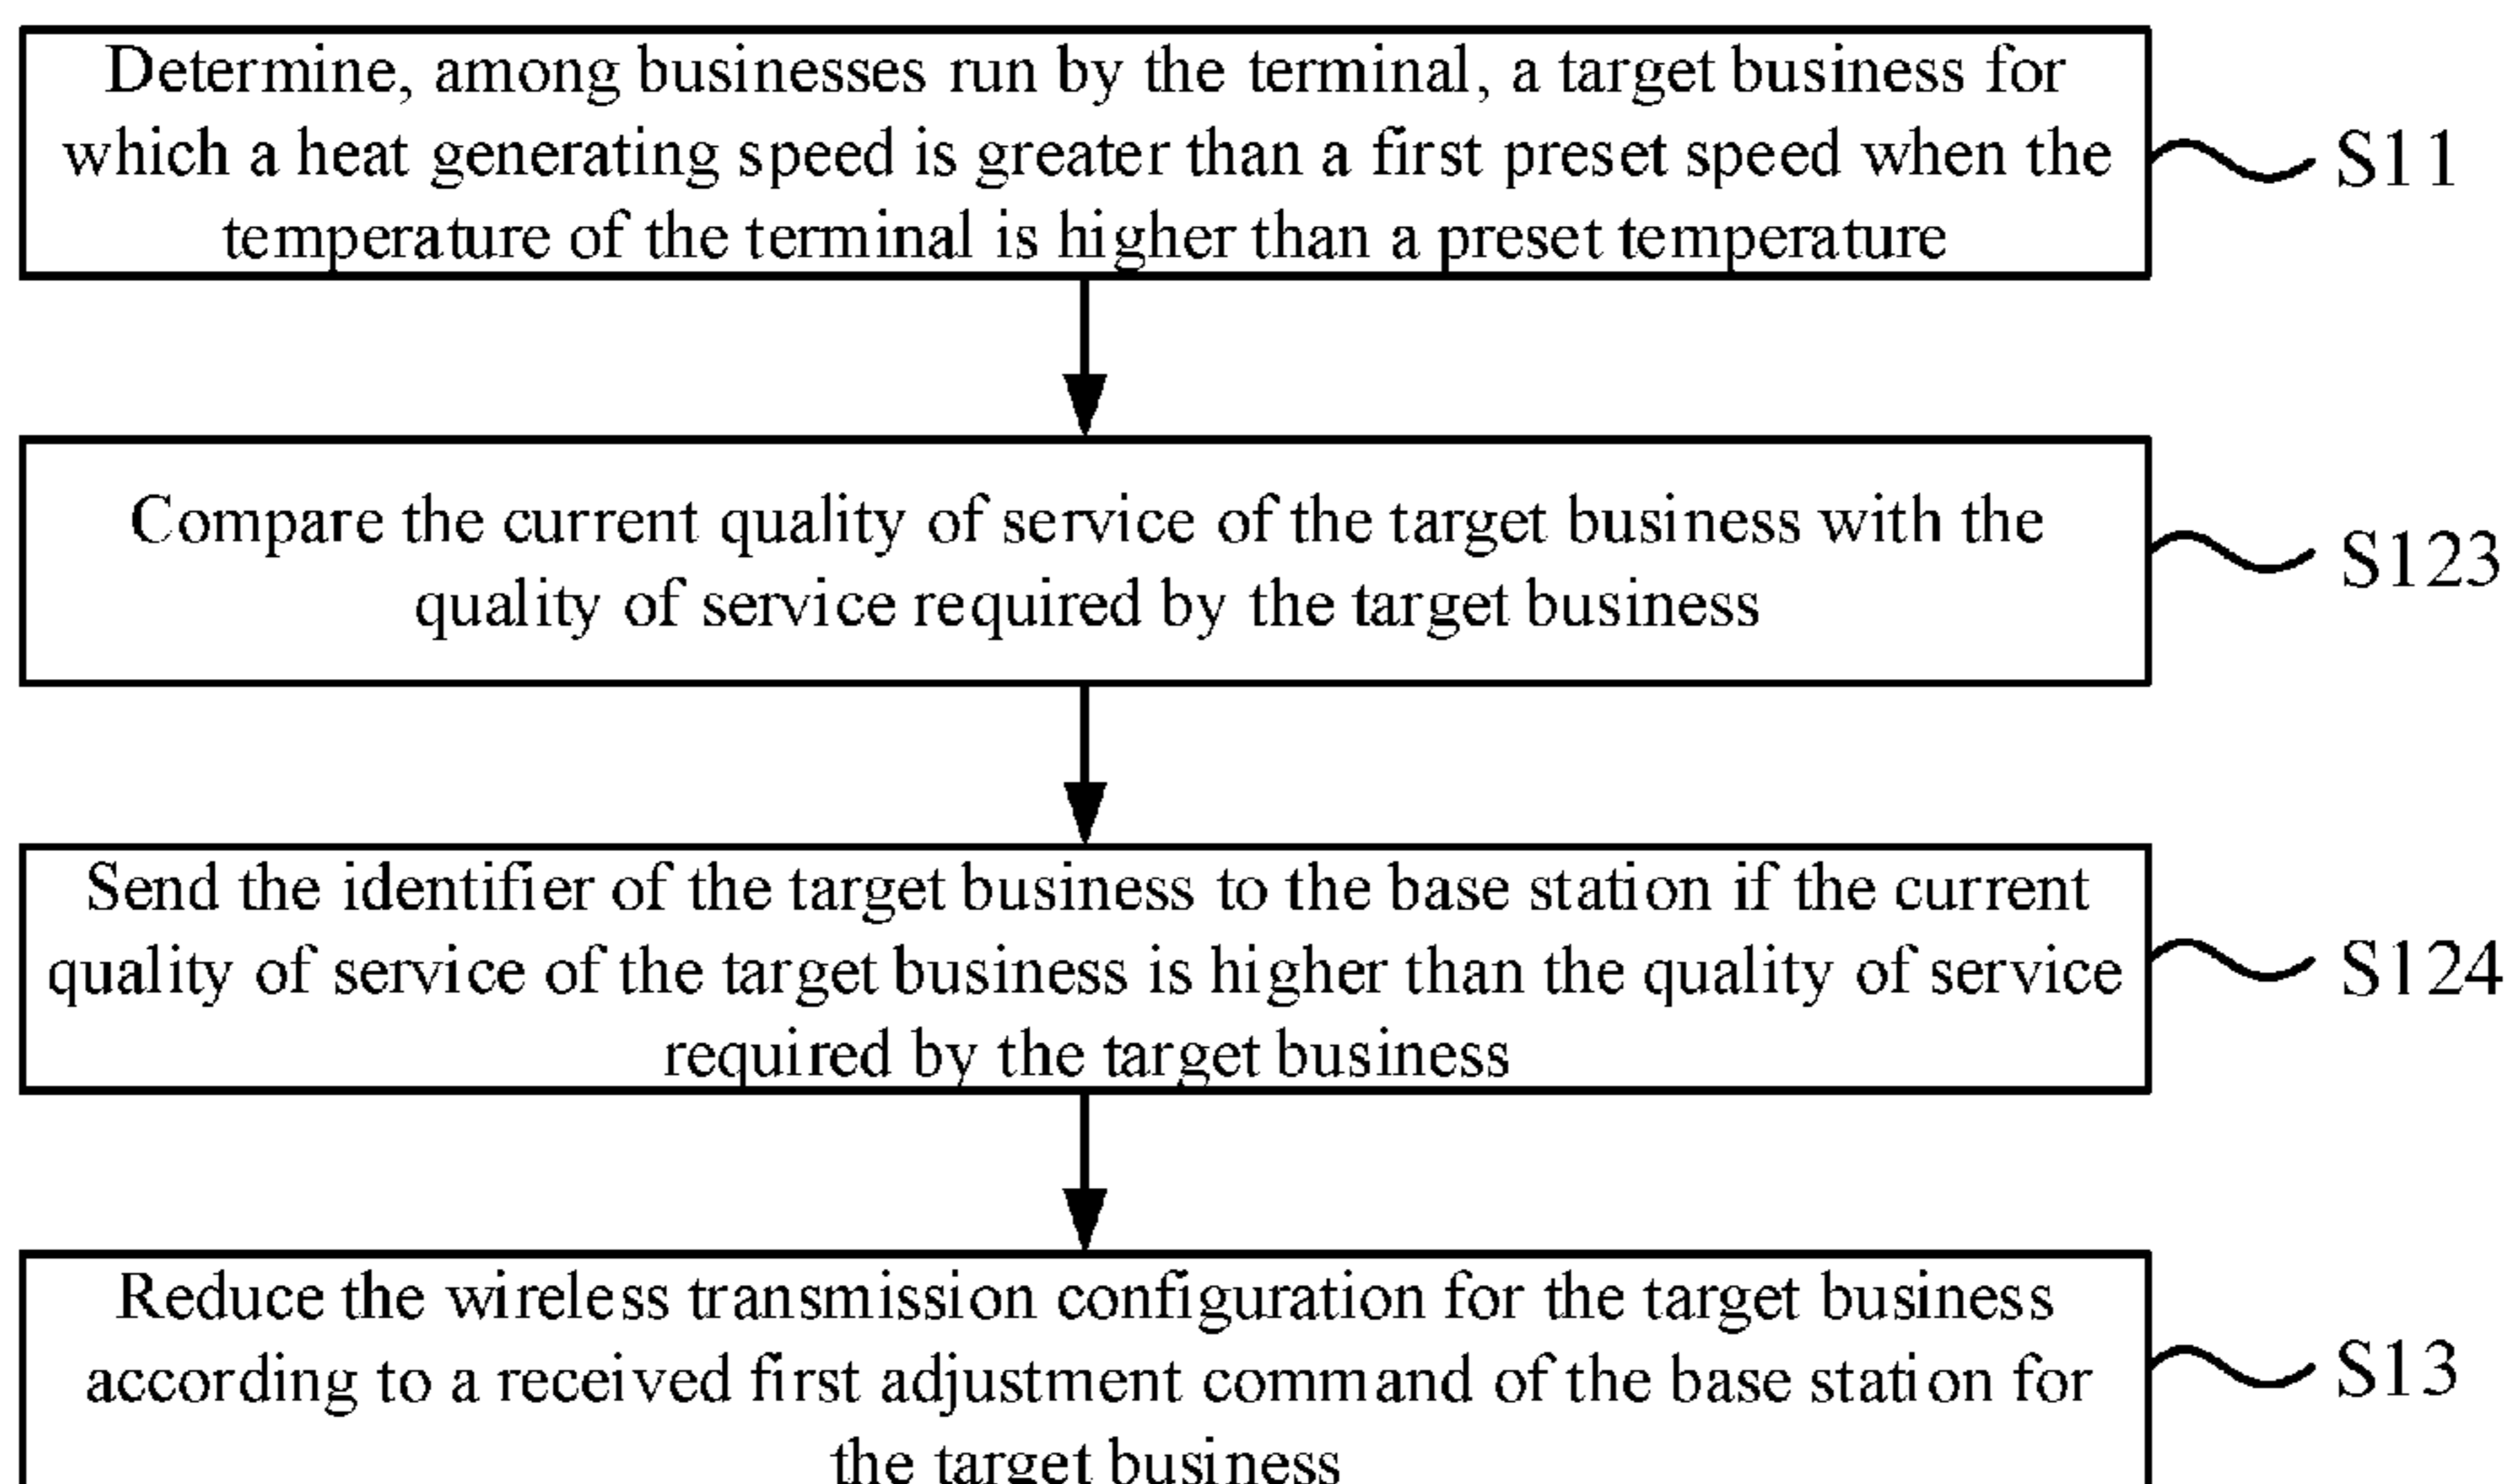 Determine, among businesses run by the terminal, a target business for
which a heat generating speed is greater than a first preset speed when the
temperature of the terminal is higher than a preset temperature
S11
Compare the current quality of service of the target business with the
quality of service required by the target business
S123
Send the identifier of the target business to the base station if the current
quality of service of the target business is higher than the quality of service
required by the target business
S124
Reduce the wireless transmission configuration for the target business
according to a received first adjustment command of the base station for
the target business
S13